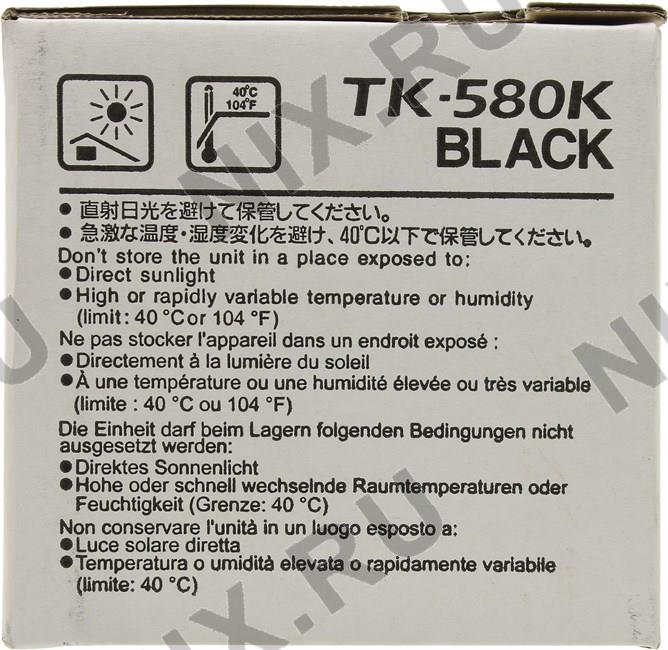 40°C
104°F
TK-580K
BLACK
● 直射日光を避けて保管してください。
● 急激な温度・湿度変化を避け、40℃以下で保管してください。
Don't store the unit in a place exposed to:
●Direct sunlight
●High or rapidly variable temperature or humidity
(limit: 40 °C or 104 °F)
Ne pas stocker l'appareil dans un endroit exposé :
●Directement à la lumière du soleil
●À une température ou une humidité élevée ou très variable
(limite : 40 °C ou 104 °F)
Die Einheit darf beim Lagern folgenden Bedingungen nicht
ausgesetzt werden:
●Direktes Sonnenlicht
●Hohe oder schnell wechselnde Raumtemperaturen oder
Feuchtigkeit (Grenze: 40 °C)
Non conservare l'unità in un luogo esposto a:
●Luce solare diretta
●Temperatura o umidità elevata o rapidamente variabile
(limite: 40 °C)
NIX.RU
NIX.RU
NIX.RU
NIX.RU